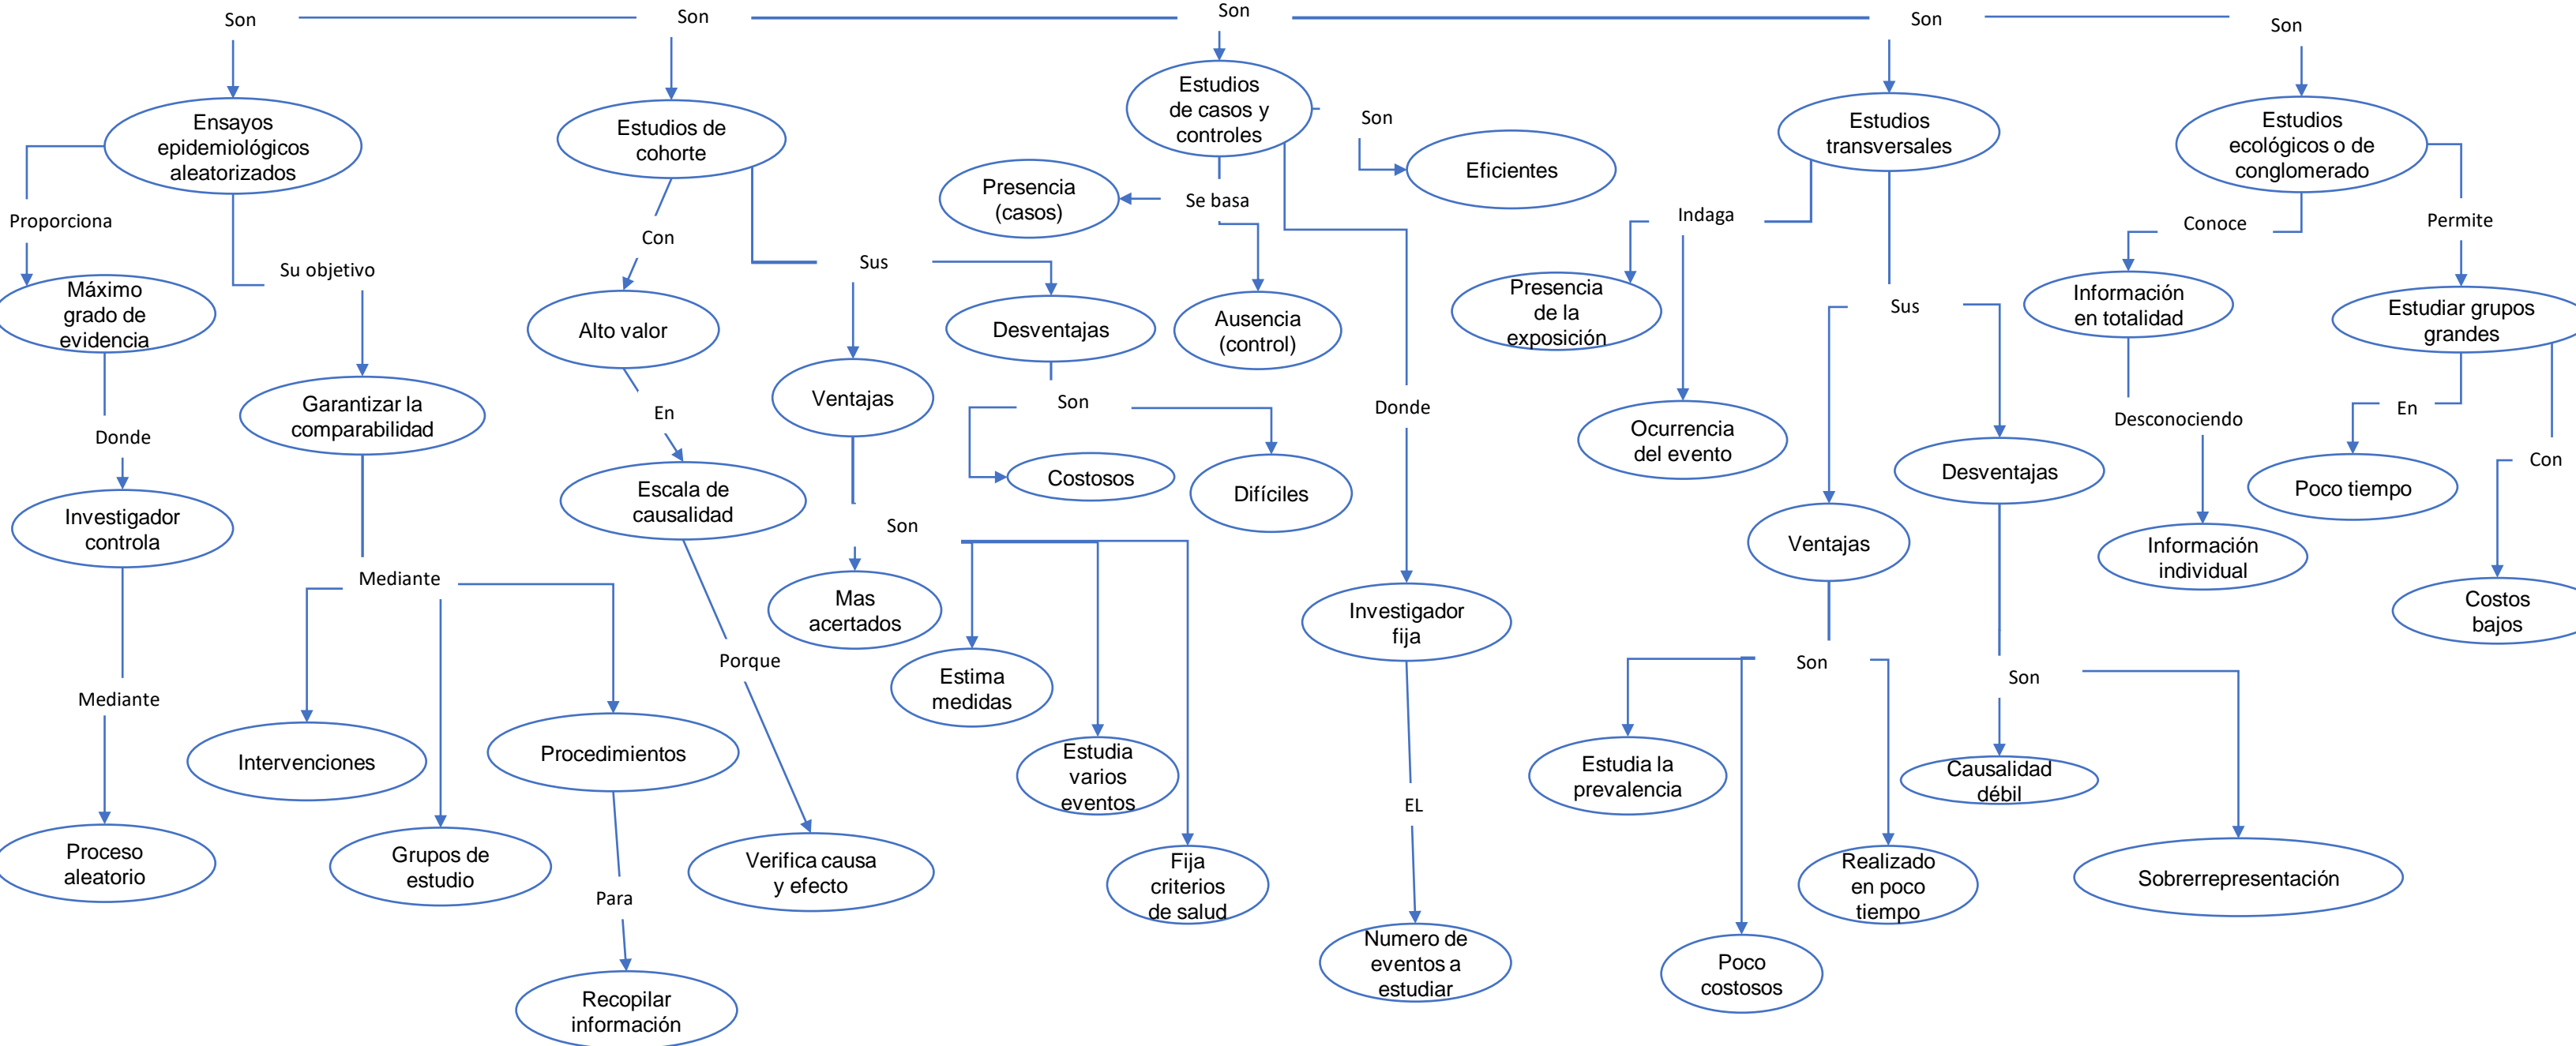 Son
Son
Son
Son
Son
Ensayos
epidemiológicos
aleatorizados
Proporciona
Máximo
grado de
evidencia
Donde
Investigador
controla
Mediante
Proceso
aleatorio
Su objetivo
Garantizar la
comparabilidad
Mediante
Intervenciones
Grupos de
estudio
Procedimientos
Para
Recopilar
información
Estudios de
cohorte
Con
Alto valor
En
Escala de
causalidad
Porque
Verifica causa
y efecto
Sus
Ventajas
Son
Mas
acertados
Estima
medidas
Estudia
varios
eventos
Fija
criterios
de salud
Desventajas
Son
Costosos
Difíciles
Estudios
de casos y
controles
Son
Eficientes
Se basa
Presencia
(casos)
Ausencia
(control)
Donde
Investigador
fija
EL
Numero de
eventos a
estudiar
Estudios
transversales
Indaga
Presencia
de la
exposición
Ocurrencia
del evento
Sus
Ventajas
Son
Estudia la
prevalencia
Poco
costosos
Realizado
en poco
tiempo
Desventajas
Son
Causalidad
débil
Sobrerrepresentación
Estudios
ecológicos o de
conglomerado
Conoce
Información
en totalidad
Desconociendo
Información
individual
Permite
Estudiar grupos
grandes
En
Poco tiempo
Con
Costos
bajos